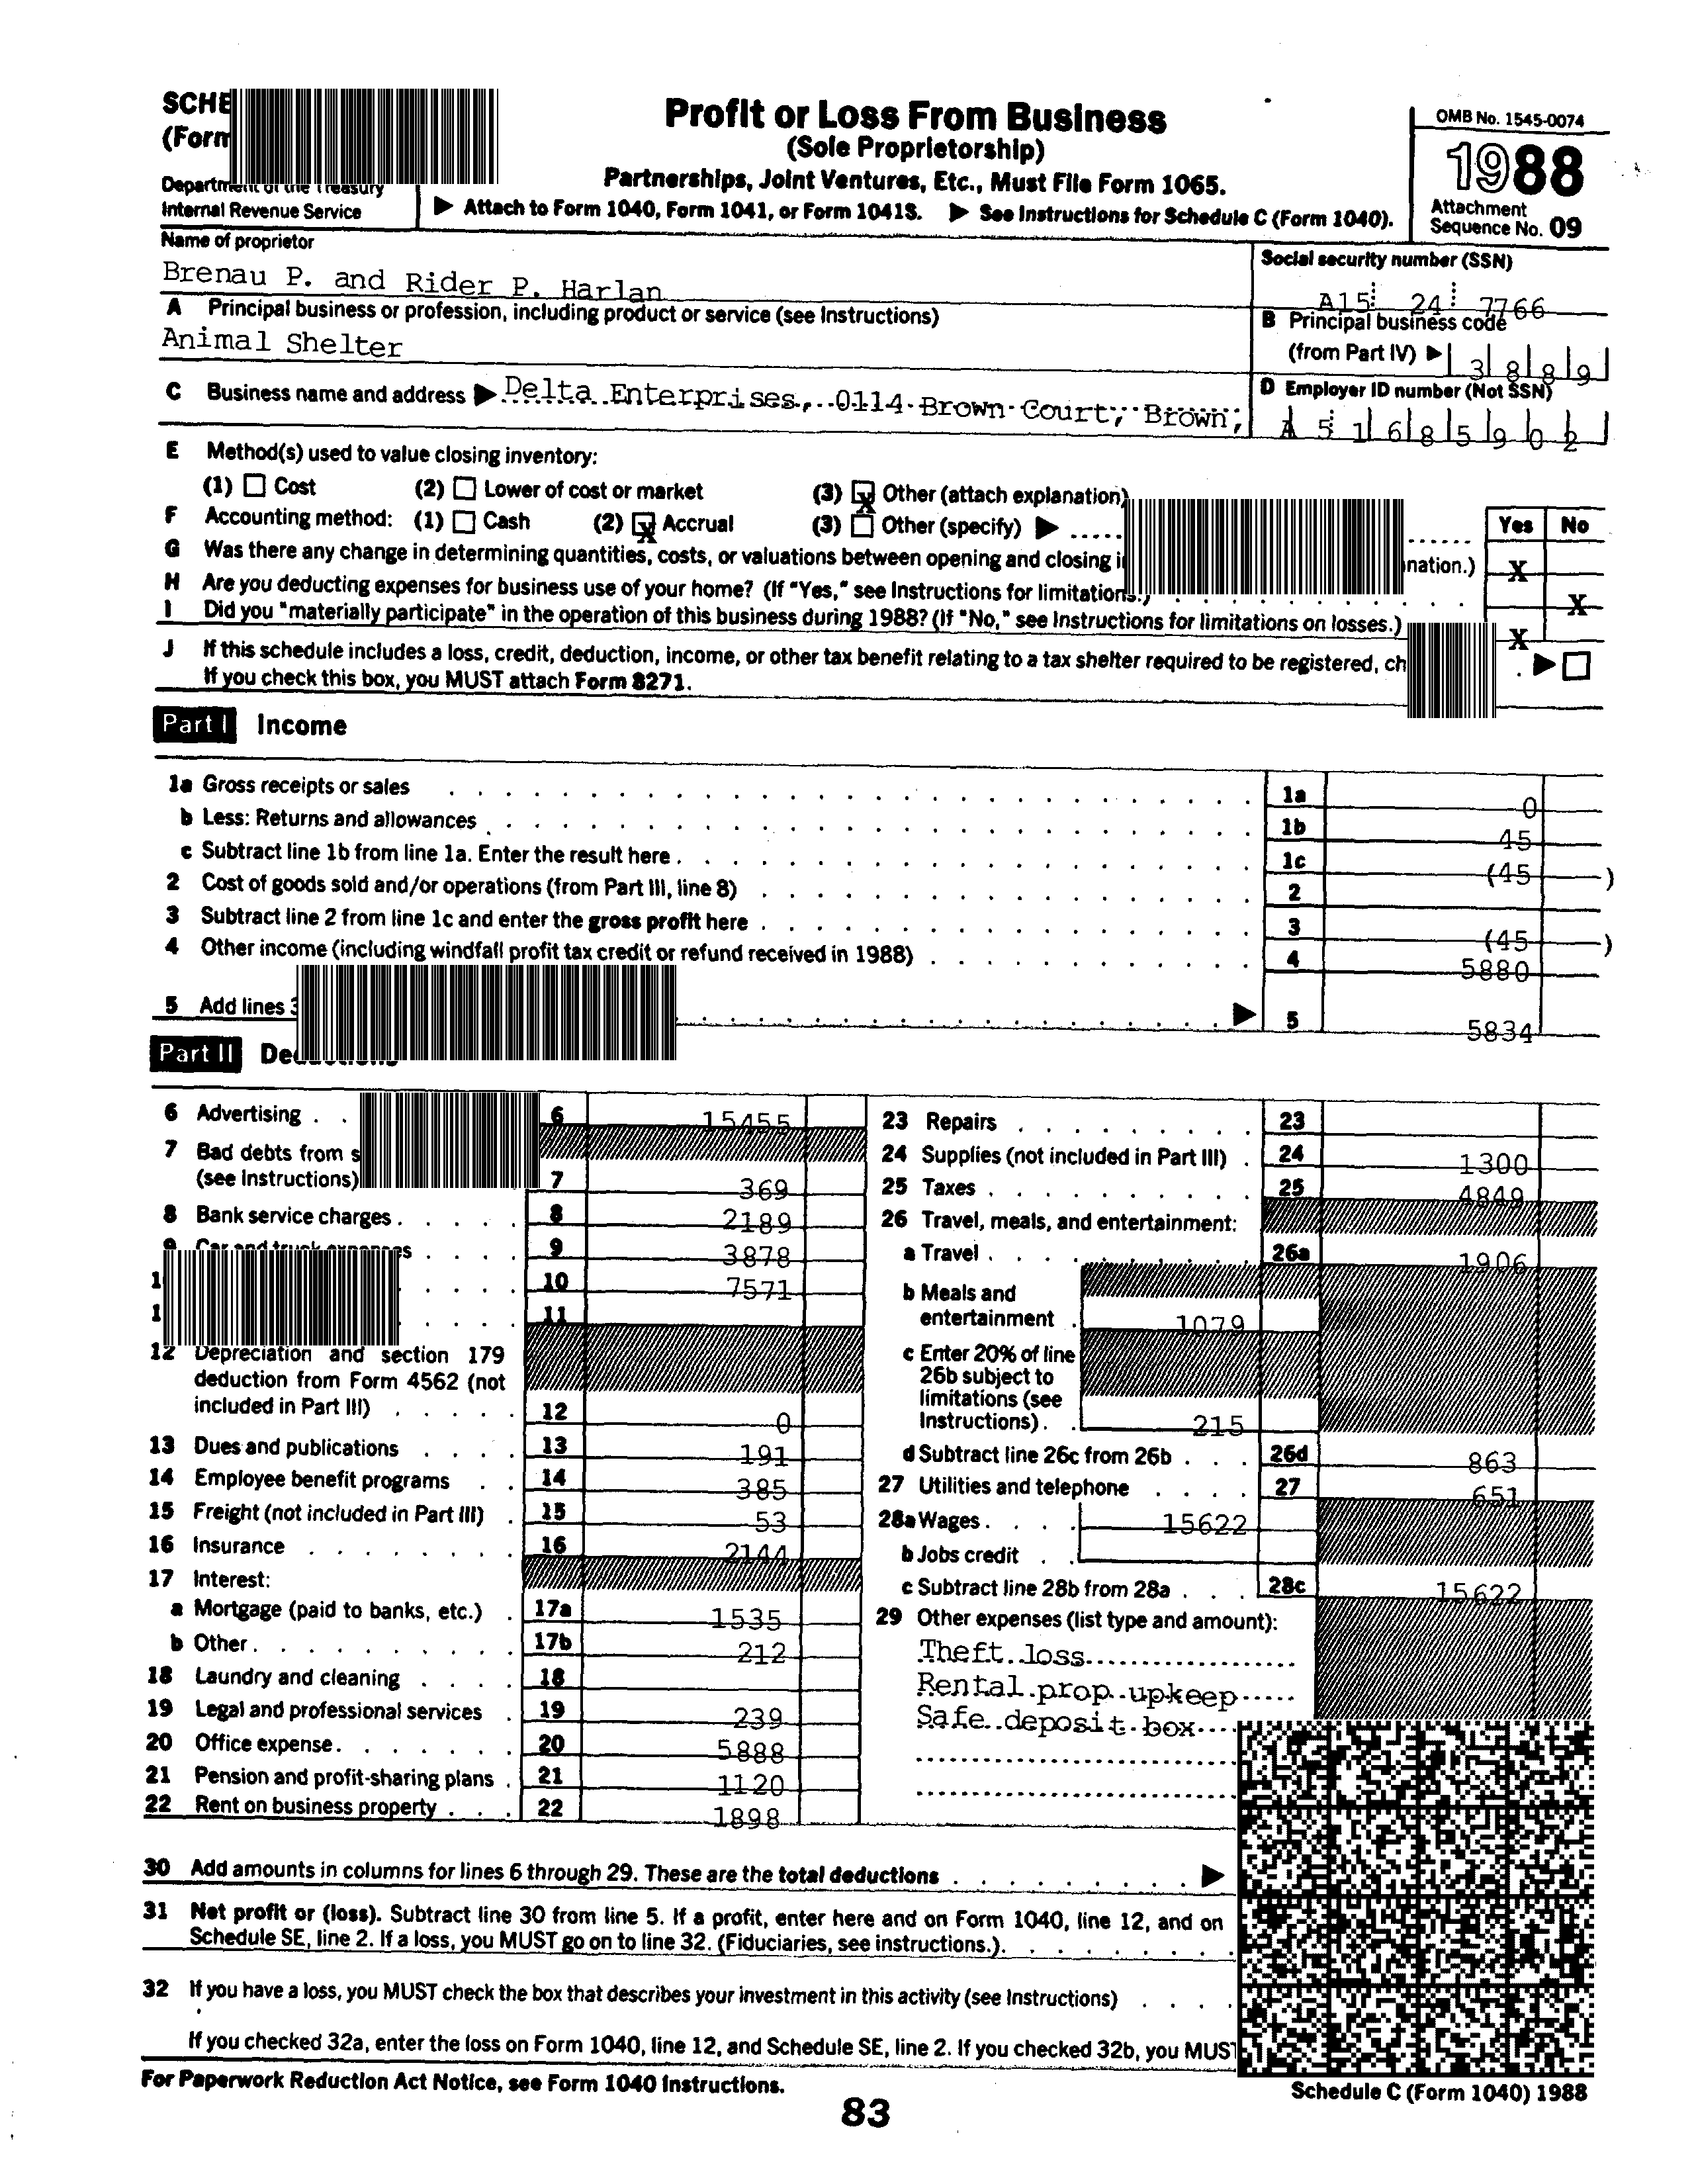 Profit or Loss From Business
(Sole Proprietorship)
Partnerships, Joint Ventures, Etc., Must File Form 1065.
▶ Attach to Form 1040, Form 1041, or Form 1041S. ▶ See Instructions for Schedule C (Form 1040).
Department of the Treasury
Internal Revenue Service
OMB No. 1545-0074
1988
Attachment
Sequence No. 09
Name of proprietor
Brenau P. and Rider P. Harlan
Social security number (SSN)
A15 24 7766
A Principal business or profession, including product or service (see Instructions)
Animal Shelter
B Principal business code
(from Part IV) ▶ 3889
C Business name and address ▶ Delta Enterprises, 0114 Brown Court, Brown,
D Employer ID number (Not SSN)
A 5 1 6 8 5 9 0 2
E Method(s) used to value closing inventory:
(1) Cost (2) Lower of cost or market (3) X Other (attach explanation)
F Accounting method: (1) Cash (2) X Accrual (3) Other (specify) ▶
Yes No
G Was there any change in determining quantities, costs, or valuations between opening and closing nation.) X
H Are you deducting expenses for business use of your home? (If "Yes," see Instructions for limitations.) X
I Did you "materially participate" in the operation of this business during 1988? (If "No," see Instructions for limitations on losses.) X
J If this schedule includes a loss, credit, deduction, income, or other tax benefit relating to a tax shelter required to be registered, ▶
If you check this box, you MUST attach Form 8271.
Part I Income
1a Gross receipts or sales 1a 0
b Less: Returns and allowances 1b 45
c Subtract line 1b from line 1a. Enter the result here 1c (45 )
2 Cost of goods sold and/or operations (from Part III, line 8) 2
3 Subtract line 2 from line 1c and enter the gross profit here 3 (45 )
4 Other income (including windfall profit tax credit or refund received in 1988) 4 5880
5 Add lines ▶ 5 5834
Part II
6 Advertising 6 15455
7 Bad debts from
(see Instructions) 7 369
8 Bank service charges 8 2189
9 Car and truck expenses 9 3878
10 7571
11
12 Depreciation and section 179
deduction from Form 4562 (not
included in Part III) 12 0
13 Dues and publications 13 191
14 Employee benefit programs 14 385
15 Freight (not included in Part III) 15 53
16 Insurance 16 2144
17 Interest:
a Mortgage (paid to banks, etc.) 17a 1535
b Other 17b 212
18 Laundry and cleaning 18
19 Legal and professional services 19 239
20 Office expense 20 5888
21 Pension and profit-sharing plans 21 1120
22 Rent on business property 22 1898
23 Repairs 23
24 Supplies (not included in Part III) 24 1300
25 Taxes 25 4849
26 Travel, meals, and entertainment:
a Travel 26a 1906
b Meals and
entertainment 1079
c Enter 20% of line
26b subject to
limitations (see
Instructions) 215
d Subtract line 26c from 26b 26d 863
27 Utilities and telephone 27 651
28a Wages 15622
b Jobs credit
c Subtract line 28b from 28a 28c 15622
29 Other expenses (list type and amount):
Theft loss
Rental prop upkeep
Safe deposit box
30 Add amounts in columns for lines 6 through 29. These are the total deductions ▶
31 Net profit or (loss). Subtract line 30 from line 5. If a profit, enter here and on Form 1040, line 12, and on
Schedule SE, line 2. If a loss, you MUST go on to line 32. (Fiduciaries, see instructions.)
32 If you have a loss, you MUST check the box that describes your investment in this activity (see Instructions)
If you checked 32a, enter the loss on Form 1040, line 12, and Schedule SE, line 2. If you checked 32b, you MUST
For Paperwork Reduction Act Notice, see Form 1040 Instructions.
Schedule C (Form 1040) 1988
83